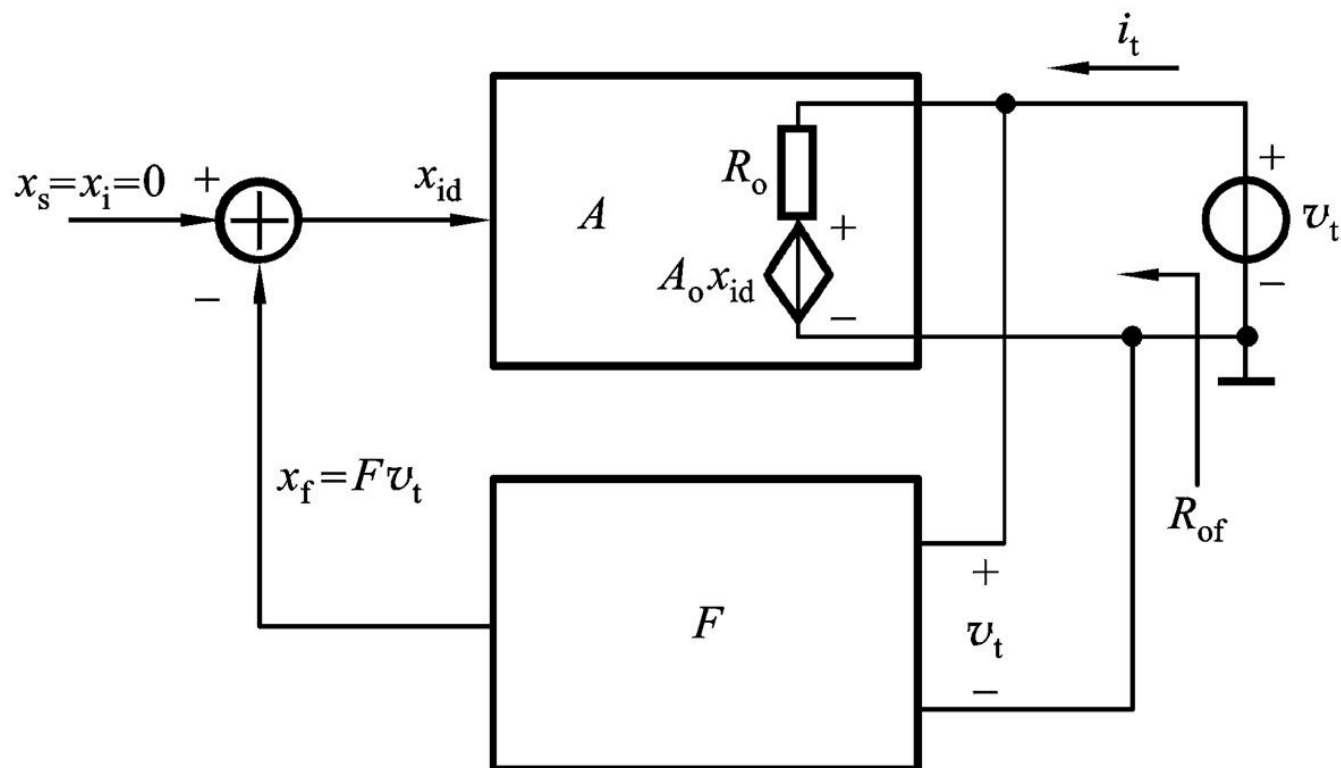 i_t
x_s=x_i=0
+
x_id
A
R_o
+
A_o x_id
−
+
v_t
−
−
x_f=Fv_t
R_of
F
+
v_t
−